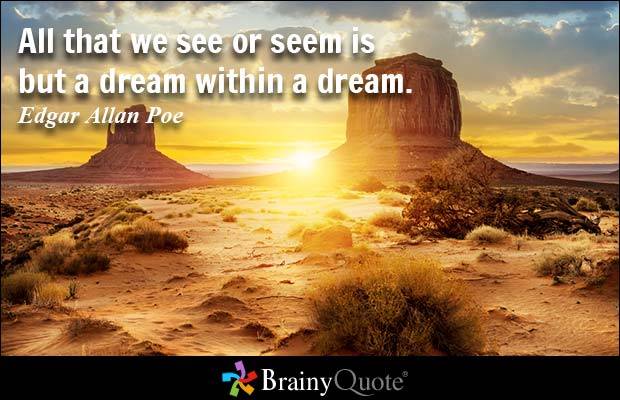 All that we see or seem is
but a dream within a dream.
Edgar Allan Poe
BrainyQuote®